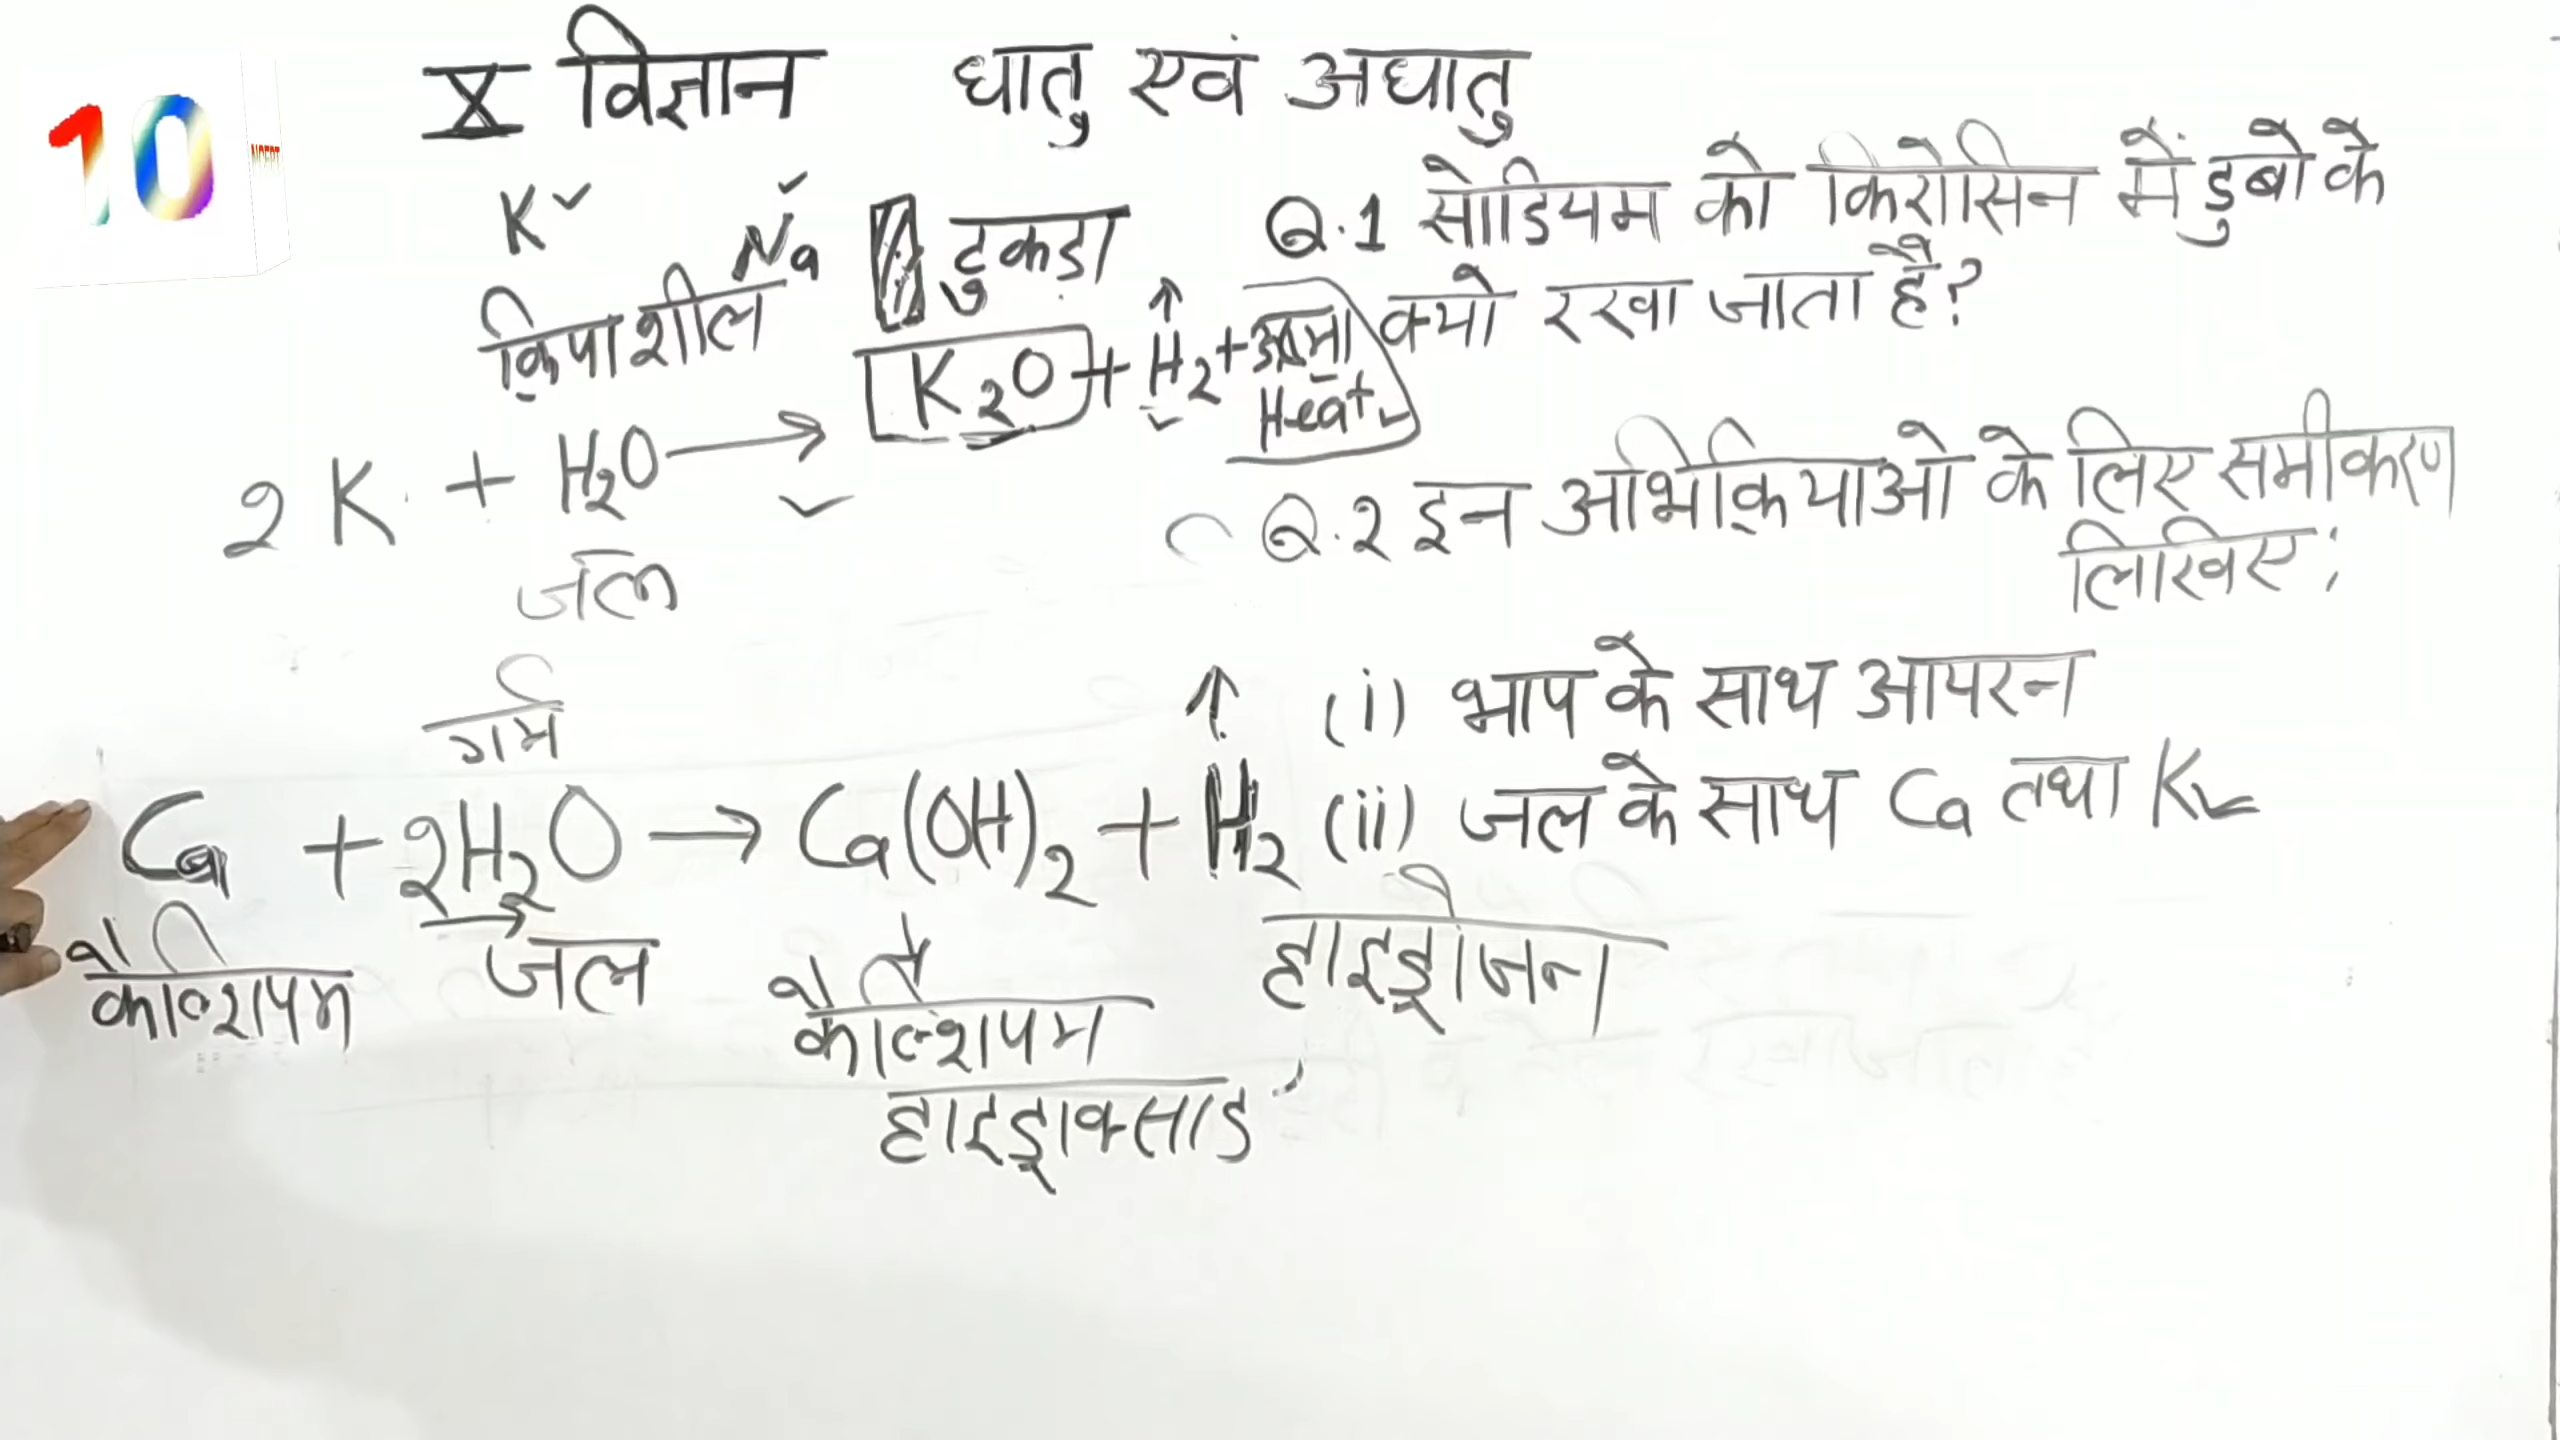 10
NCERT
X विज्ञान धातु एवं अधातु
K Na टुकडा
क्रियाशील
Q.1 सोडियम को किरोसिन में डुबो के
क्यो रखा जाता है?
2K + H₂O → K₂O + H₂↑ + ऊष्मा
Heat
जल
Q.2 इन अभिक्रियाओ के लिए समीकरण
लिखिए;
(i) भाप के साथ आयरन
(ii) जल के साथ Ca तथा K
गर्म
Ca + 2H₂O → Ca(OH)₂ + H₂↑
कैल्शियम जल कैल्शियम हाइड्रोजन
हाइड्राक्साड